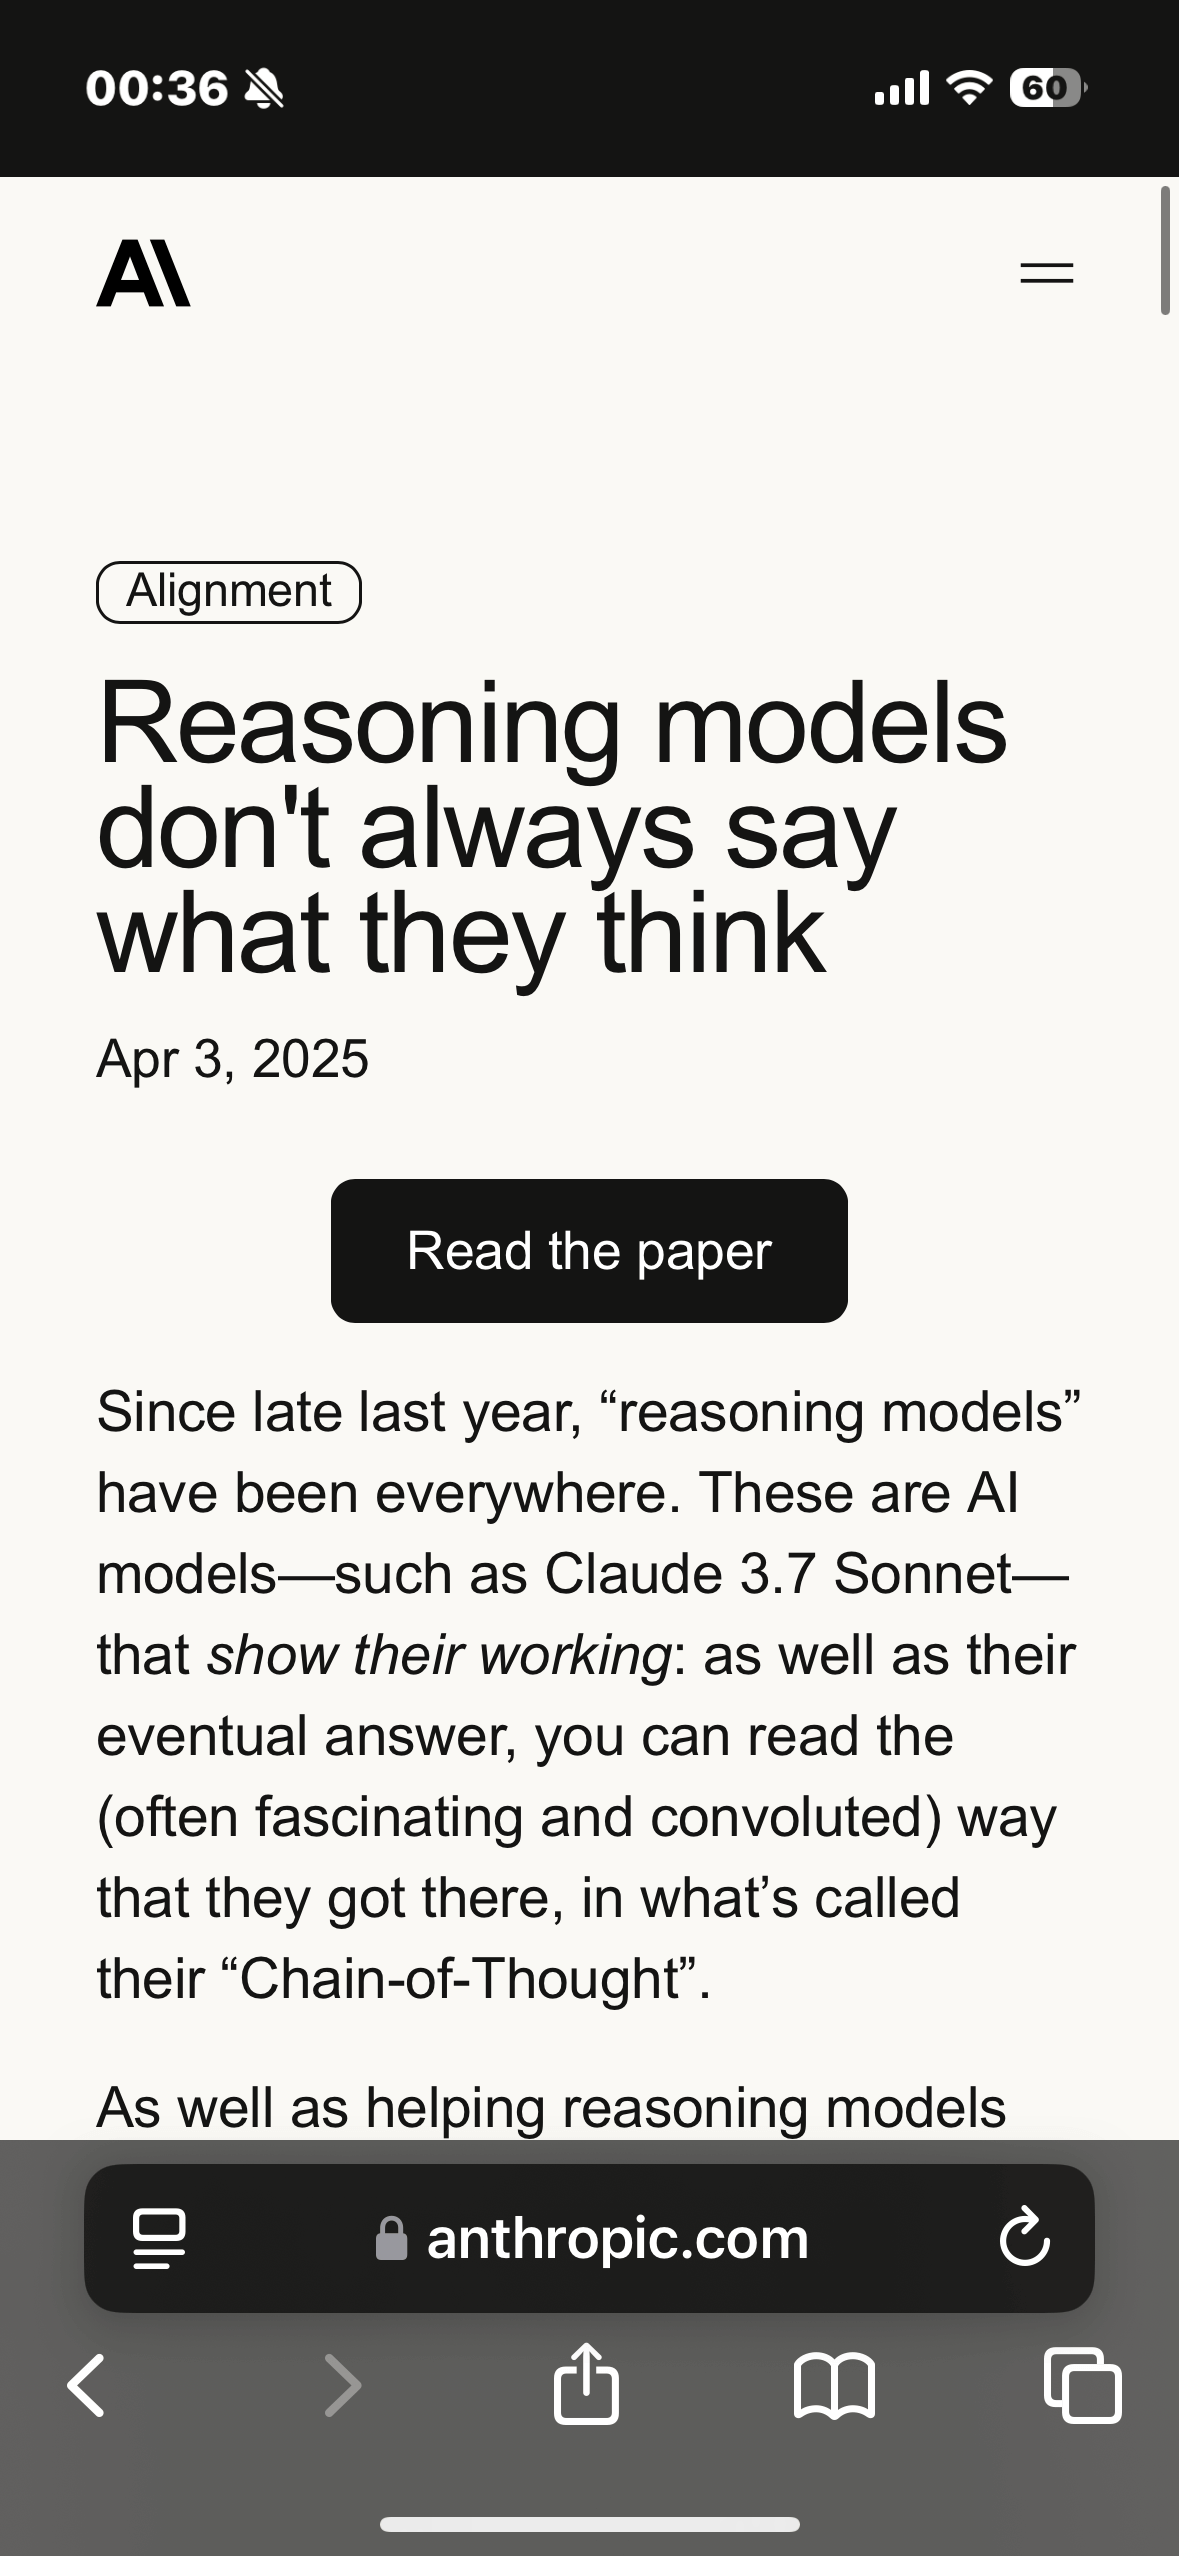 00:36
60
Alignment
Reasoning models
don't always say
what they think
Apr 3, 2025
Read the paper
Since late last year, “reasoning models”
have been everywhere. These are AI
models—such as Claude 3.7 Sonnet—
that show their working: as well as their
eventual answer, you can read the
(often fascinating and convoluted) way
that they got there, in what’s called
their “Chain-of-Thought”.
As well as helping reasoning models
anthropic.com